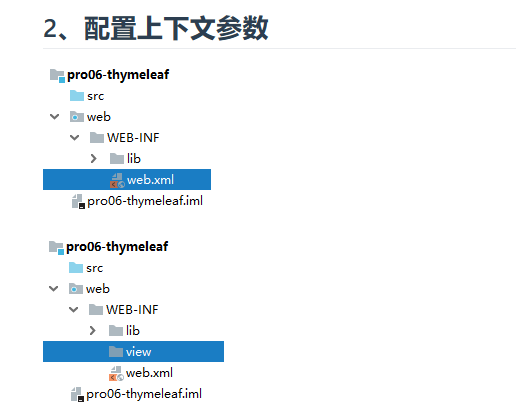 2、配置上下文参数
pro06-thymeleaf
src
web
WEB-INF
lib
web.xml
pro06-thymeleaf.iml
pro06-thymeleaf
src
web
WEB-INF
lib
view
web.xml
pro06-thymeleaf.iml